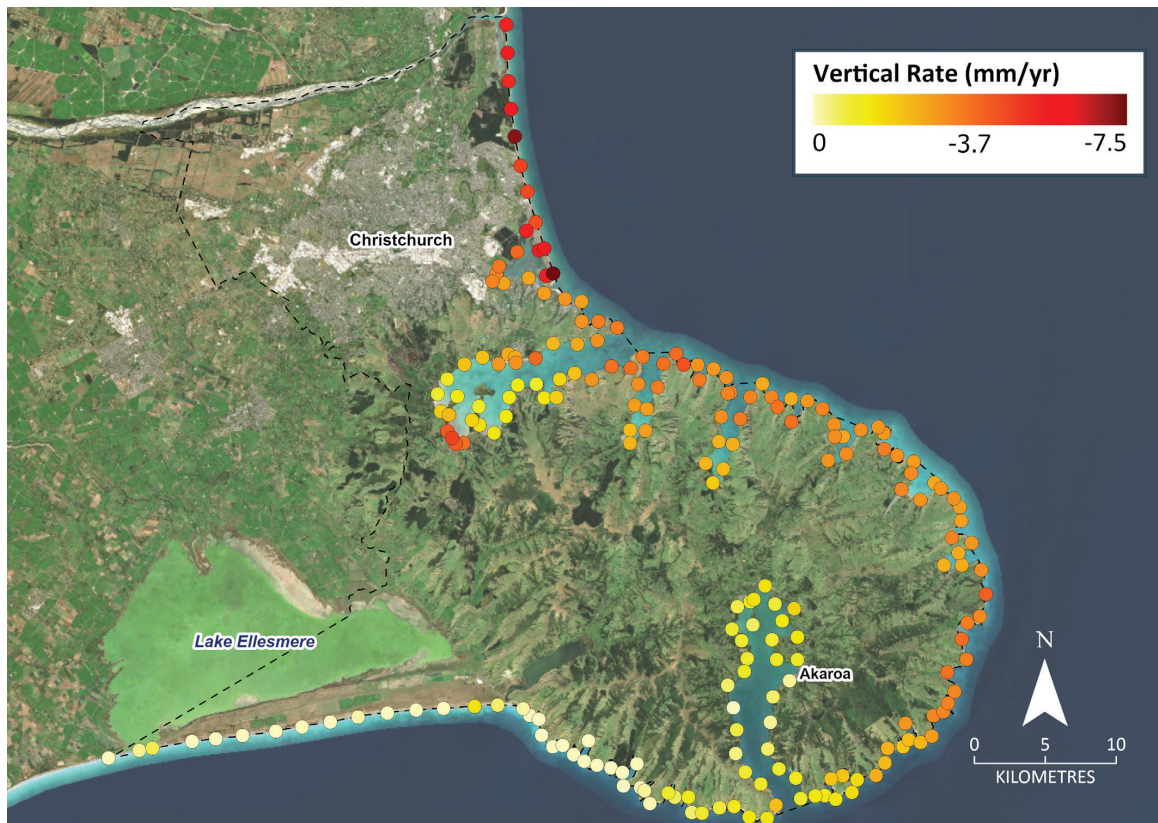 Vertical Rate (mm/yr)
0 -3.7 -7.5
Christchurch
Lake Ellesmere
Akaroa
N
0 5 10
KILOMETRES